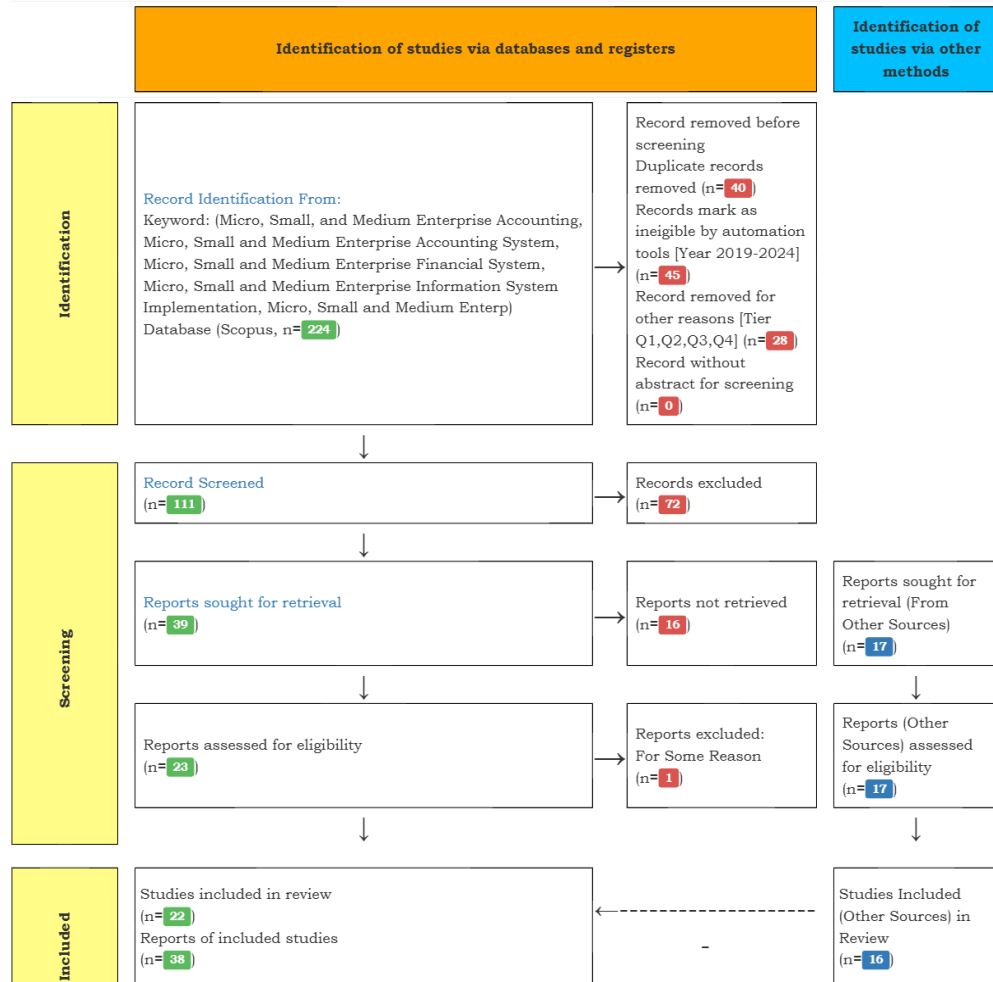 Identification of studies via databases and registers
Identification of
studies via other
methods
Identification
Record Identification From:
Keyword: (Micro, Small, and Medium Enterprise Accounting,
Micro, Small and Medium Enterprise Accounting System,
Micro, Small and Medium Enterprise Financial System,
Micro, Small and Medium Enterprise Information System
Implementation, Micro, Small and Medium Enterp)
Database (Scopus, n=224)
Record removed before
screening
Duplicate records
removed (n=40)
Records mark as
ineigible by automation
tools [Year 2019-2024]
(n=45)
Record removed for
other reasons [Tier
Q1,Q2,Q3,Q4] (n=28)
Record without
abstract for screening
(n=0)
Screening
Record Screened
(n=111)
Records excluded
(n=72)
Reports sought for retrieval
(n=39)
Reports not retrieved
(n=16)
Reports sought for
retrieval (From
Other Sources)
(n=17)
Reports assessed for eligibility
(n=23)
Reports excluded:
For Some Reason
(n=1)
Reports (Other
Sources) assessed
for eligibility
(n=17)
Included
Studies included in review
(n=22)
Reports of included studies
(n=38)
Studies Included
(Other Sources) in
Review
(n=16)